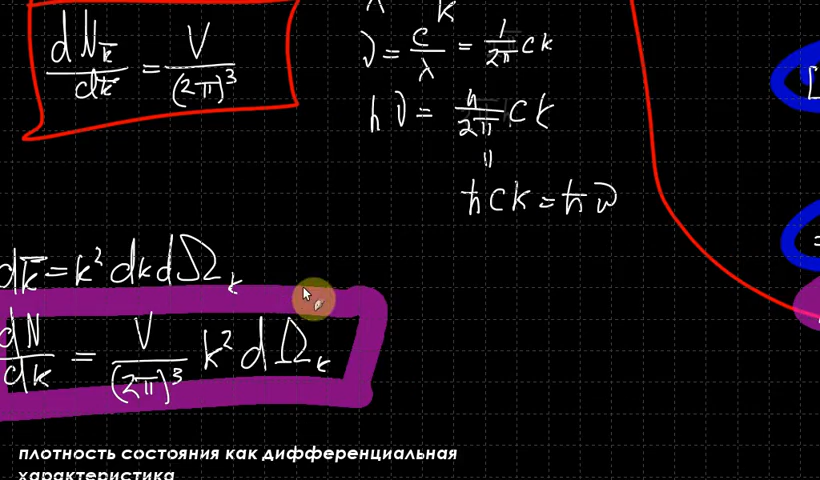 k
dN_k̄ / dk̄ = V / (2π)³
ν = c / λ = 1 / 2π ck
hν = h / 2π ck
॥
ħck = ħω
dk̄ = k² dk dΩ_k
dN / dk = V / (2π)³ k² dΩ_k
плотность состояния как дифференциальная
характеристика